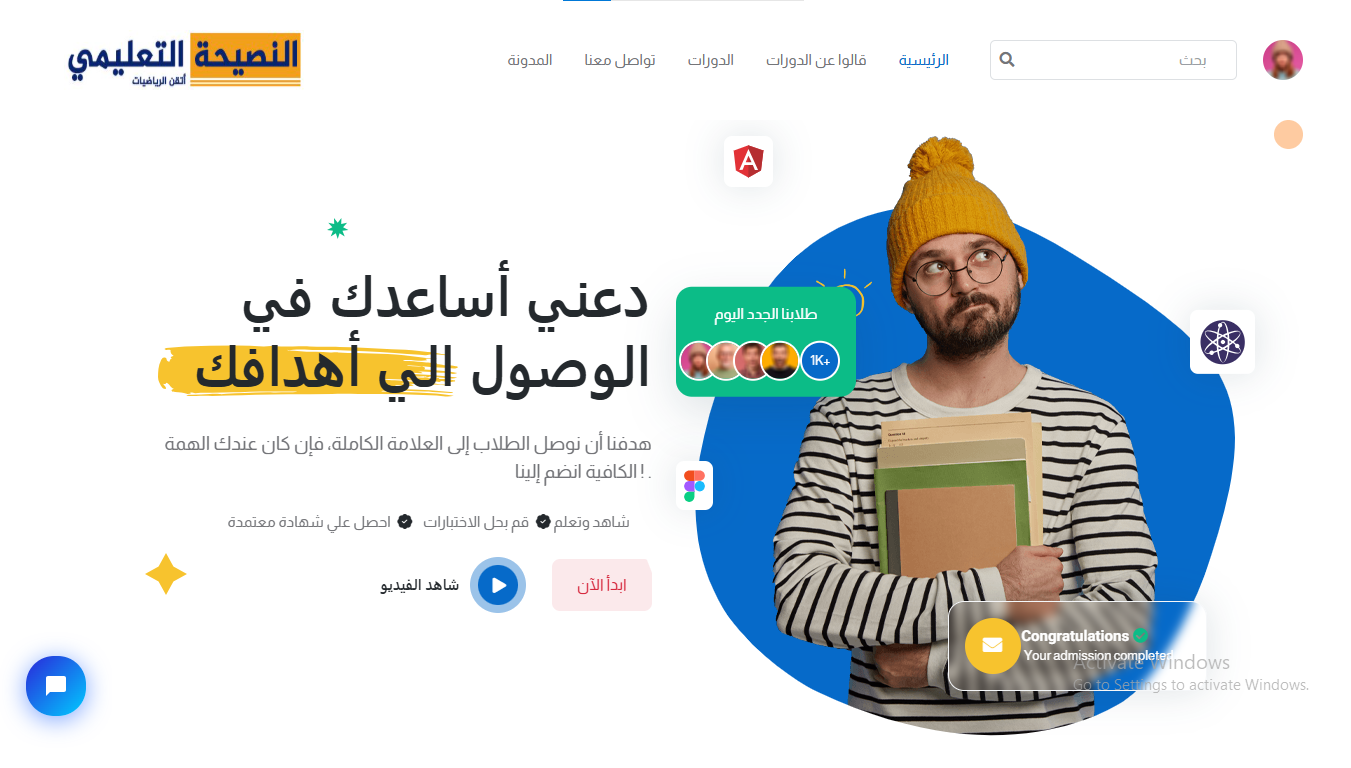 النصيحة التعليمي
أتقن الرياضيات
الرئيسية
قالوا عن الدورات
الدورات
تواصل معنا
المدونة
بحث
دعني أساعدك في
الوصول الي أهدافك
هدفنا أن نوصل الطلاب إلى العلامة الكاملة، فإن كان عندك الهمة
الكافية انضم إلينا ! .
شاهد وتعلم
قم بحل الاختبارات
احصل علي شهادة معتمدة
ابدأ الآن
شاهد الفيديو
طلابنا الجدد اليوم
1K+
Congratulations
Your admission completed
Activate Windows
Go to Settings to activate Windows.